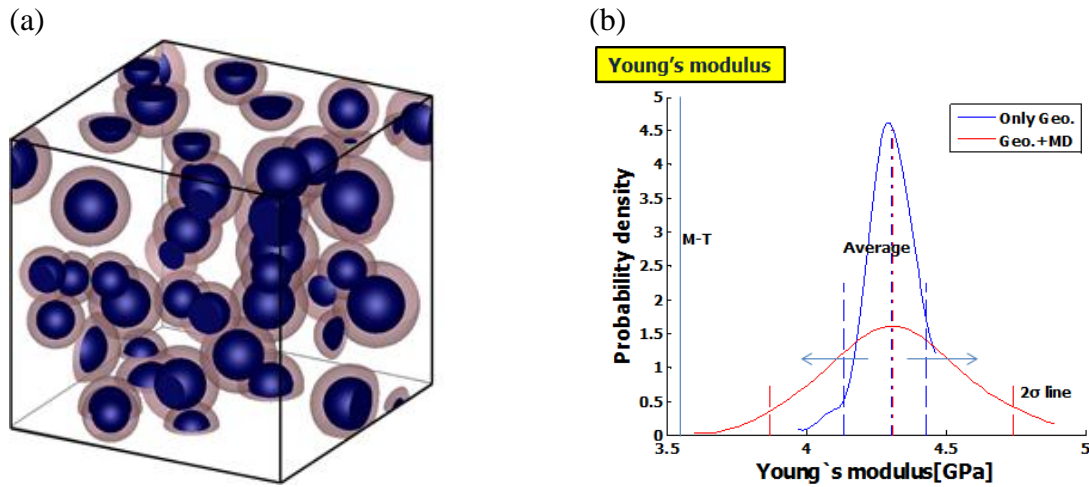 (a)
(b)
Young's modulus
Only Geo.
Geo.+MD
M-T
Average
2σ line
Probability density
5
4.5
4
3.5
3
2.5
2
1.5
1
0.5
0
3.5
4
4.5
5
Young`s modulus[GPa]